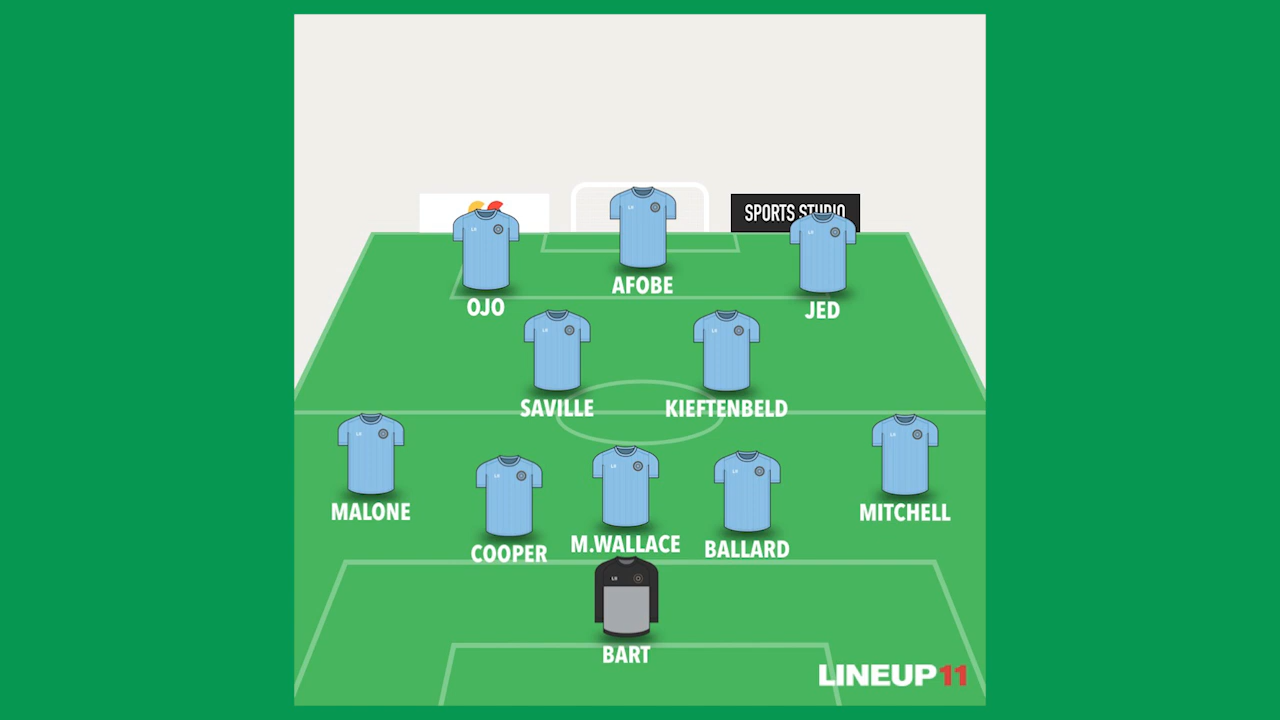 SPORTS STUDIO
AFOBE
OJO
JED
SAVILLE
KIEFTENBELD
MALONE
MITCHELL
COOPER
M.WALLACE
BALLARD
BART
LINEUP11